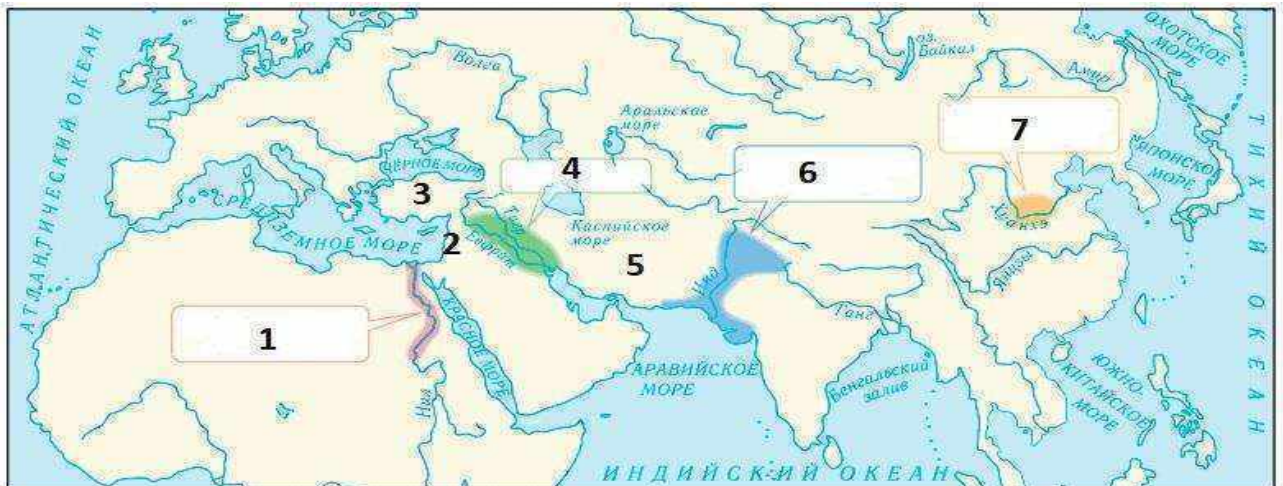 АТЛАНТИЧЕСКИЙ ОКЕАН
Волга
оз.
Байкал
Амур
ОХОТСКОЕ
МОРЕ
Аральское
море
7
ЯПОНСКОЕ
МОРЕ
ТИХИЙ ОКЕАН
ЧЁРНОЕ МОРЕ
4
6
3
СРЕДИЗЕМНОЕ МОРЕ
Тигр
Евфрат
2
Каспийское
море
5
Инд
Хуанхэ
Янцзы
1
КРАСНОЕ МОРЕ
Нил
Ганг
АРАВИЙСКОЕ
МОРЕ
Бенгальский
залив
ЮЖНО-
КИТАЙСКОЕ
МОРЕ
ИНДИЙСКИЙ ОКЕАН